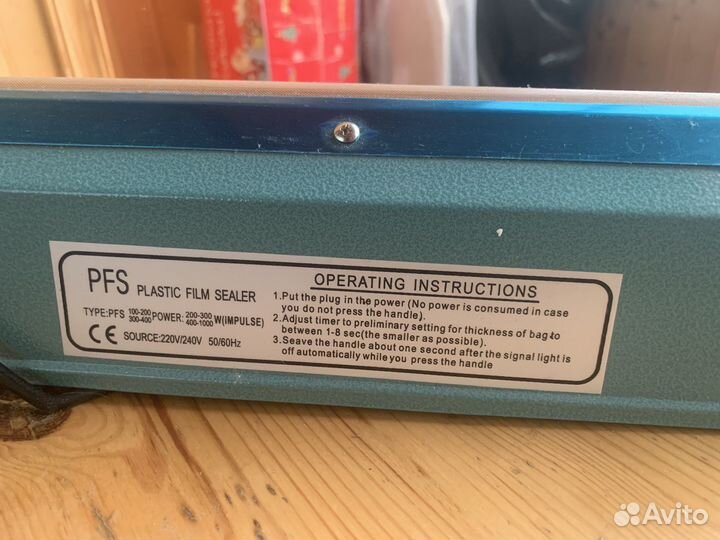 PFS PLASTIC FILM SEALER
TYPE:PFS 100-200 300-400 POWER: 200-300 400-1000 W(IMPULSE)
CE SOURCE:220V/240V 50/60Hz
OPERATING INSTRUCTIONS
1.Put the plug in the power (No power is consumed in case
you do not press the handle).
2.Adjust timer to preliminary setting for thickness of bag to
between 1-8 sec(the smaller as possible).
3.Seave the handle about one second after the signal light is
off automatically while you press the handle
Avito